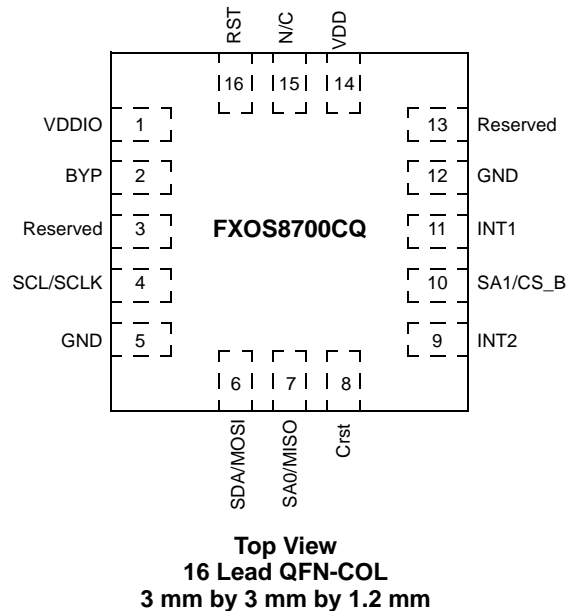 RST
N/C
VDD
16
15
14
VDDIO 1
13 Reserved
BYP 2
12 GND
Reserved 3
FXOS8700CQ
11 INT1
SCL/SCLK 4
10 SA1/CS_B
GND 5
9 INT2
6
7
8
SDA/MOSI
SA0/MISO
Crst
Top View
16 Lead QFN-COL
3 mm by 3 mm by 1.2 mm